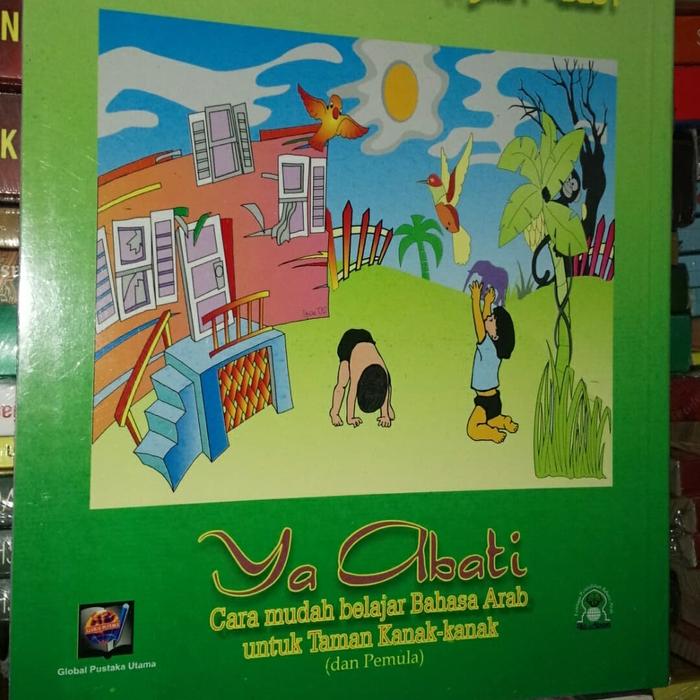 Ya Abati
Cara mudah belajar Bahasa Arab
untuk Taman Kanak-kanak
(dan Pemula)
Global Pustaka Utama
N
K